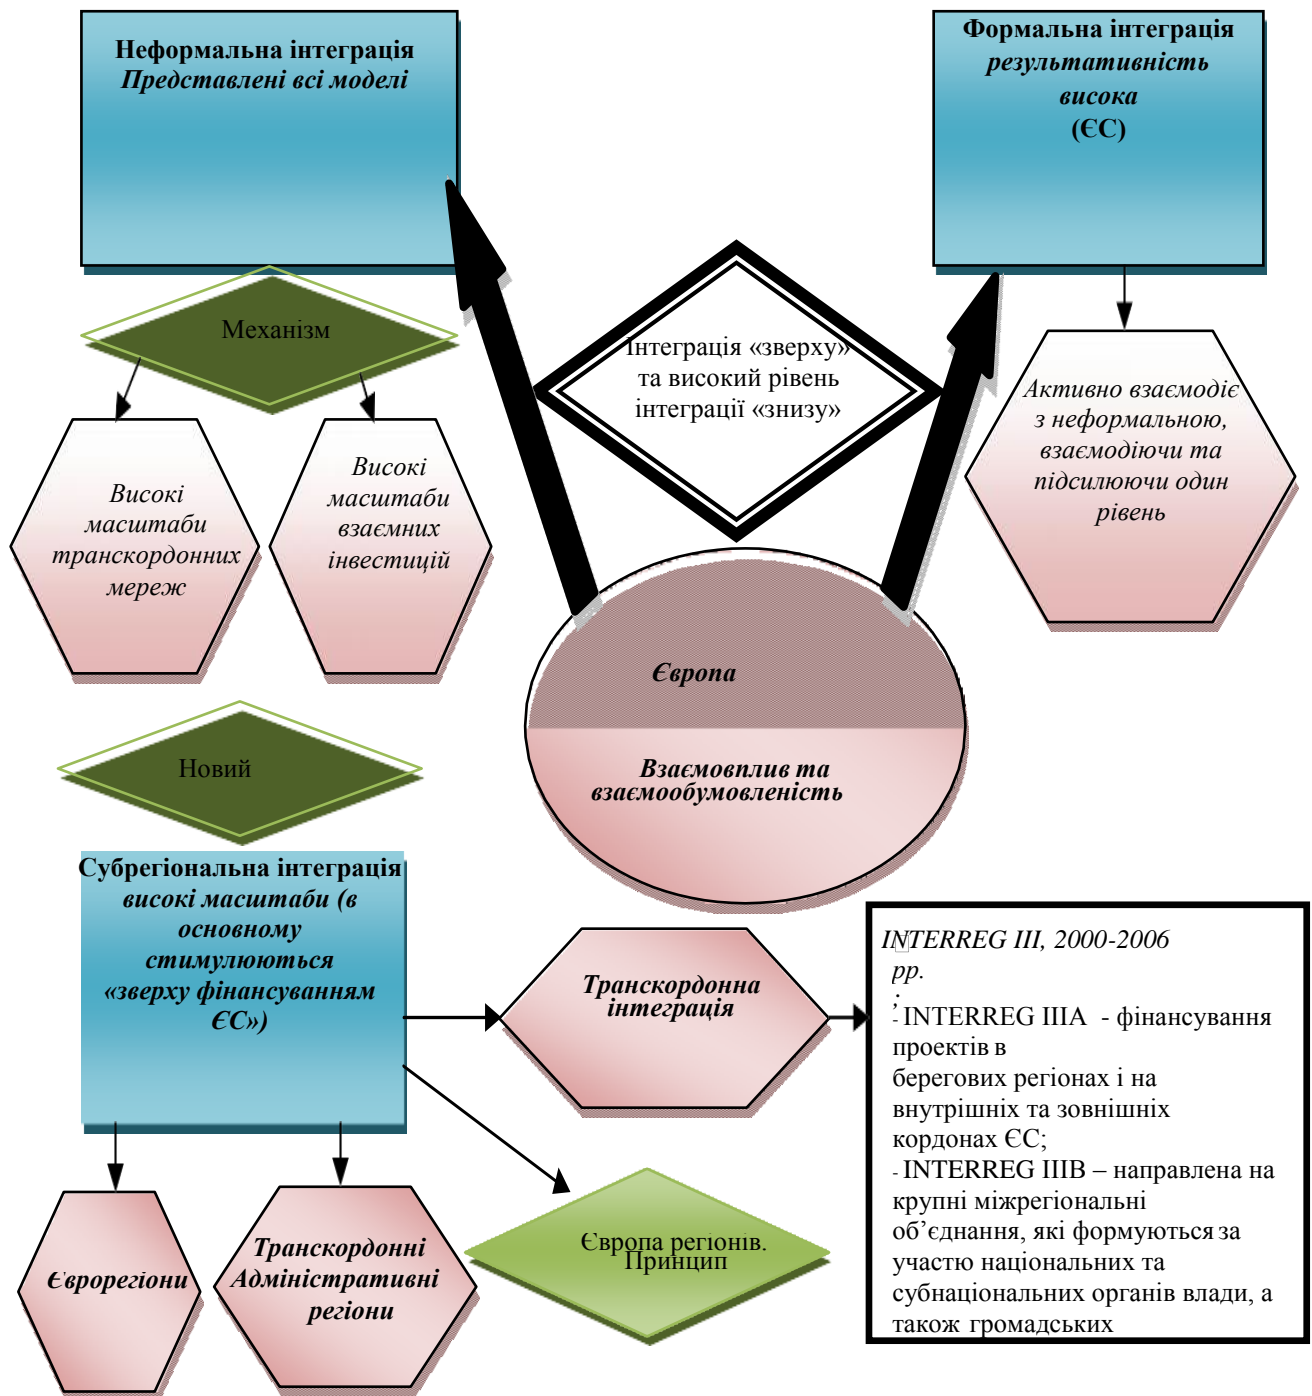 Неформальна інтеграція
Представлені всі моделі
Формальна інтеграція
результативність
висока
(ЄС)
Механізм
Інтеграція «зверху»
та високий рівень
інтеграції «знизу»
Високі
масштаби
транскордонних
мереж
Високі
масштаби
взаємних
інвестицій
Активно взаємодіє
з неформальною,
взаємодіючи та
підсилюючи один
рівень
Європа
Взаємовплив та
взаємообумовленість
Новий
Субрегіональна інтеграція
високі масштаби (в
основному
стимулюються
«зверху фінансуванням
ЄС»)
Транскордонна
інтеграція
INTERREG III, 2000-2006
рр.
;
- INTERREG IIIA - фінансування
проектів в
берегових регіонах і на
внутрішніх та зовнішніх
кордонах ЄС;
- INTERREG IIIB – направлена на
крупні міжрегіональні
об’єднання, які формуються за
участю національних та
субнаціональних органів влади, а
також громадських
Єврорегіони
Транскордонні
Адміністративні
регіони
Європа регіонів.
Принцип